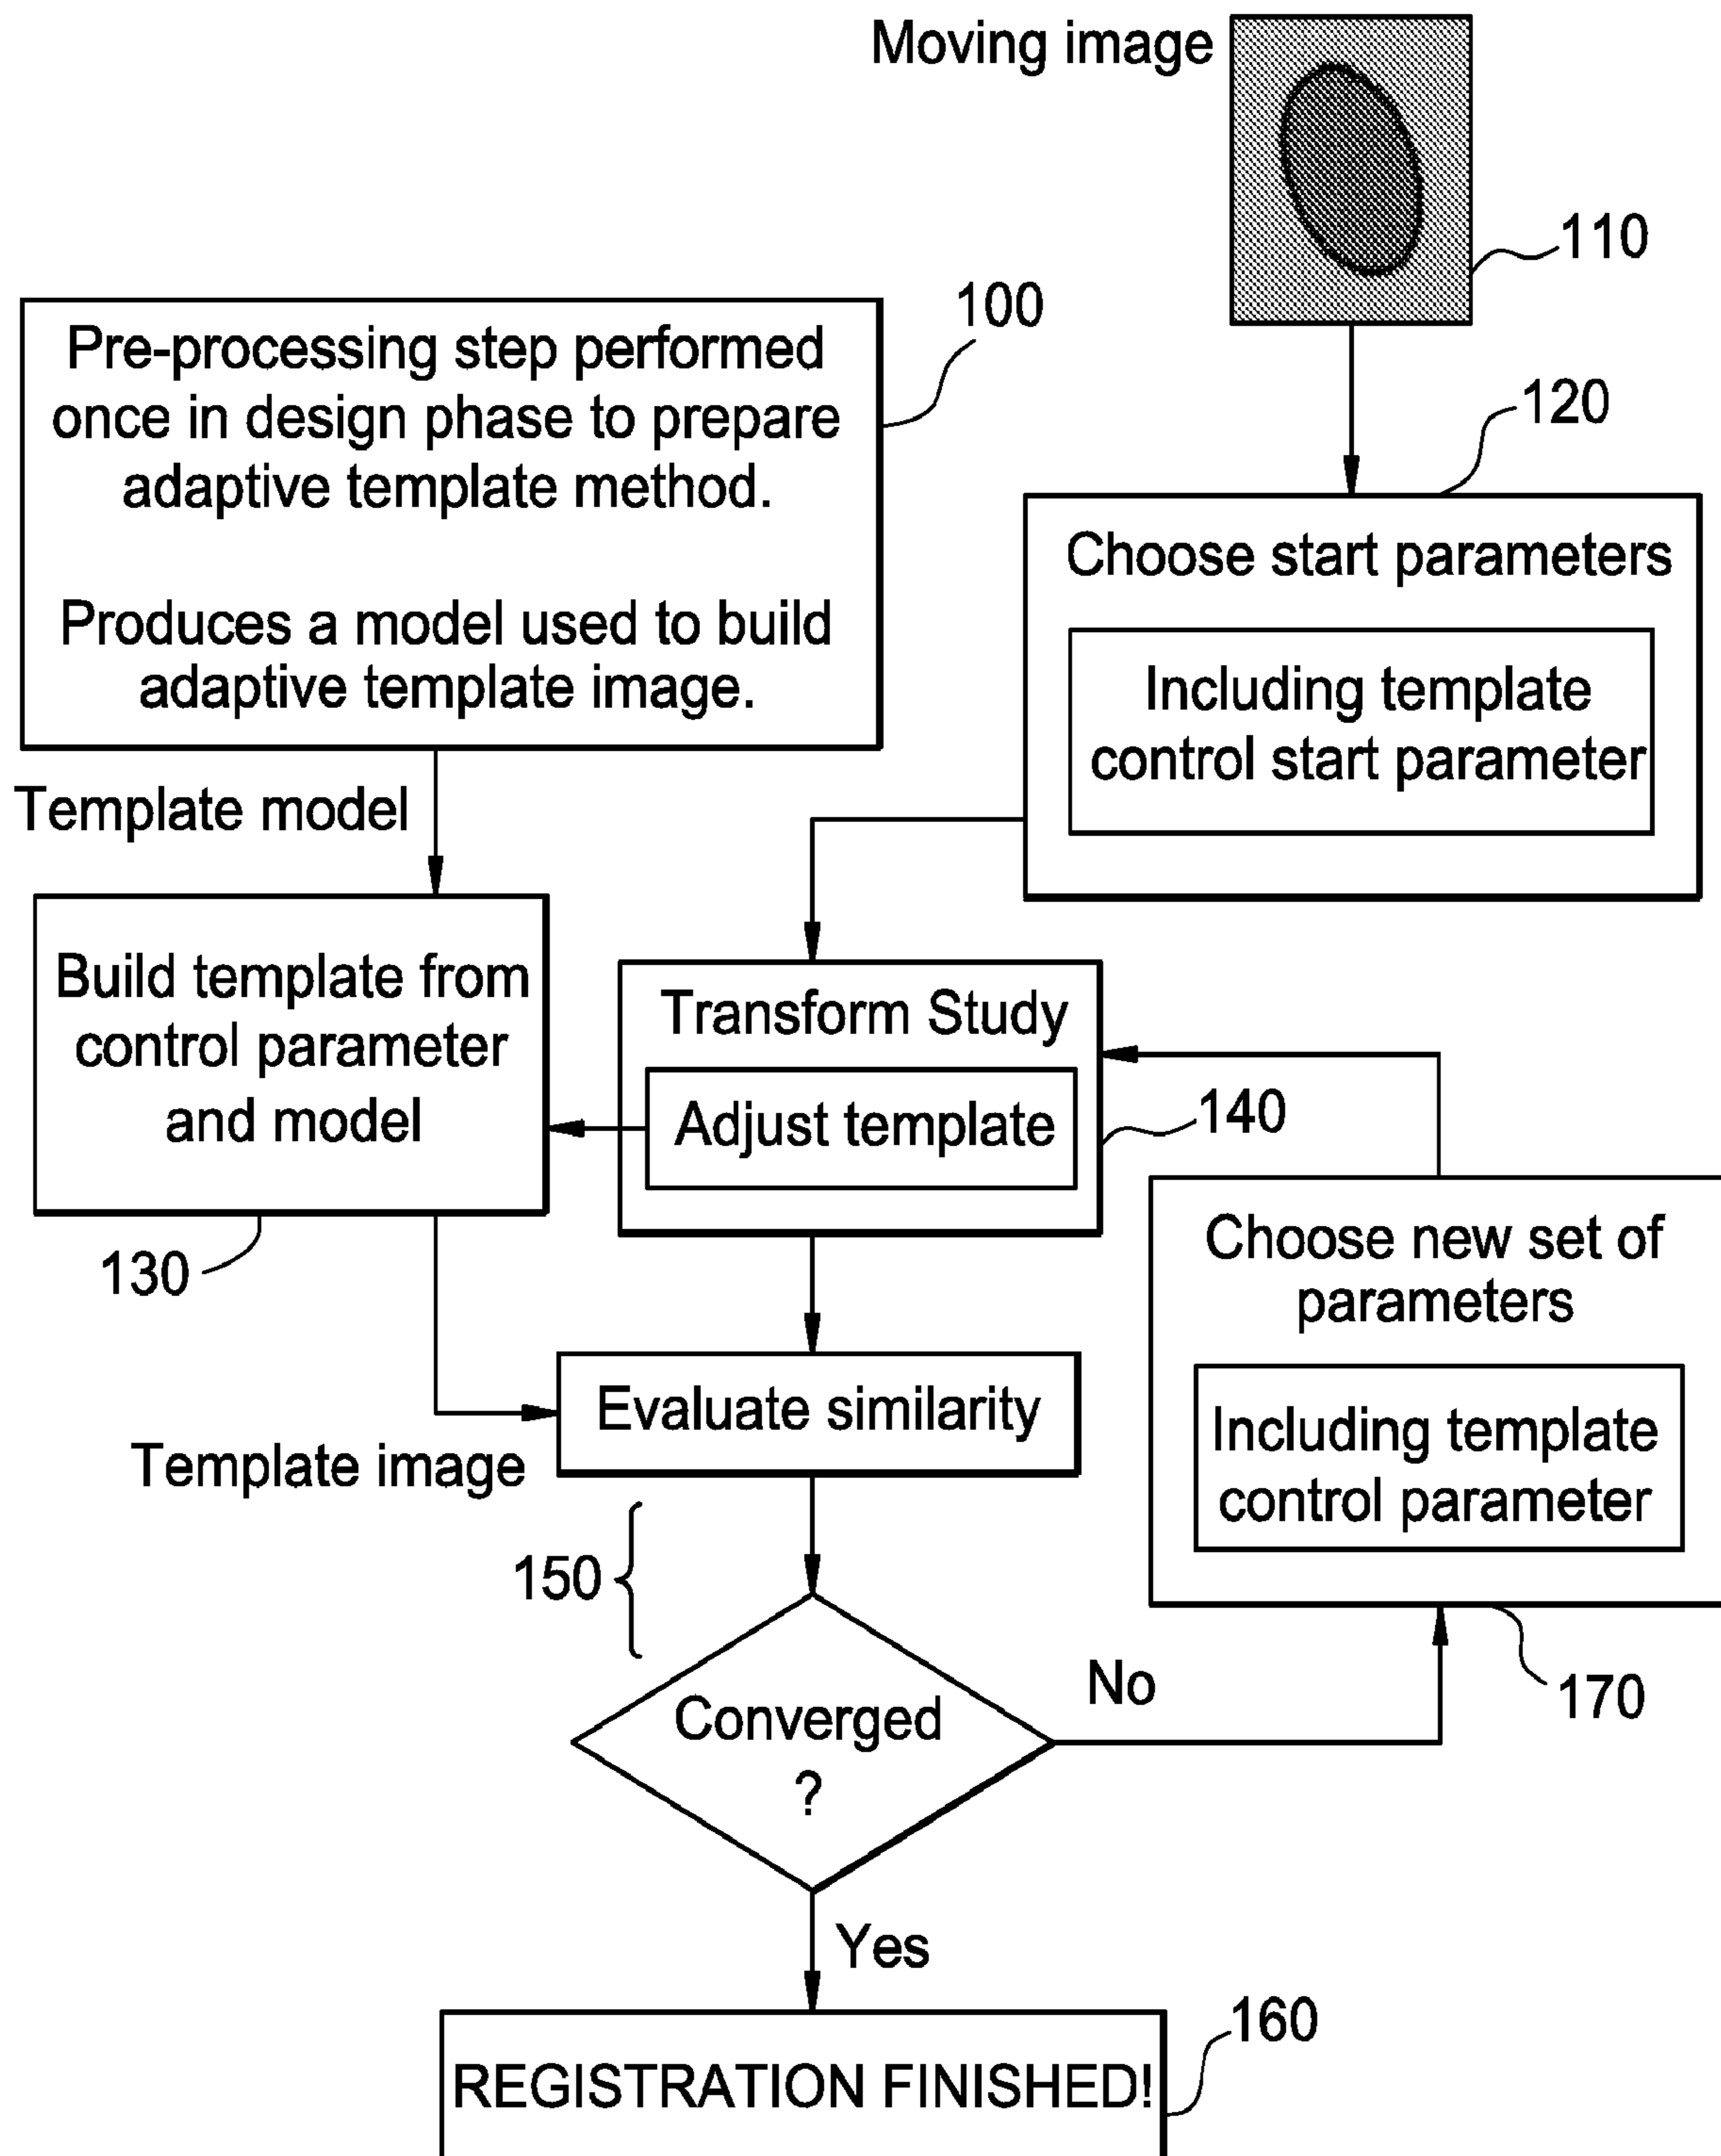 Moving image
110
100
Pre-processing step performed
once in design phase to prepare
adaptive template method.
Produces a model used to build
adaptive template image.
120
Choose start parameters
Including template
control start parameter
Template model
Build template from
control parameter
and model
130
Transform Study
Adjust template
140
Choose new set of
parameters
Including template
control parameter
170
Evaluate similarity
Template image
150
Converged
?
No
Yes
160
REGISTRATION FINISHED!